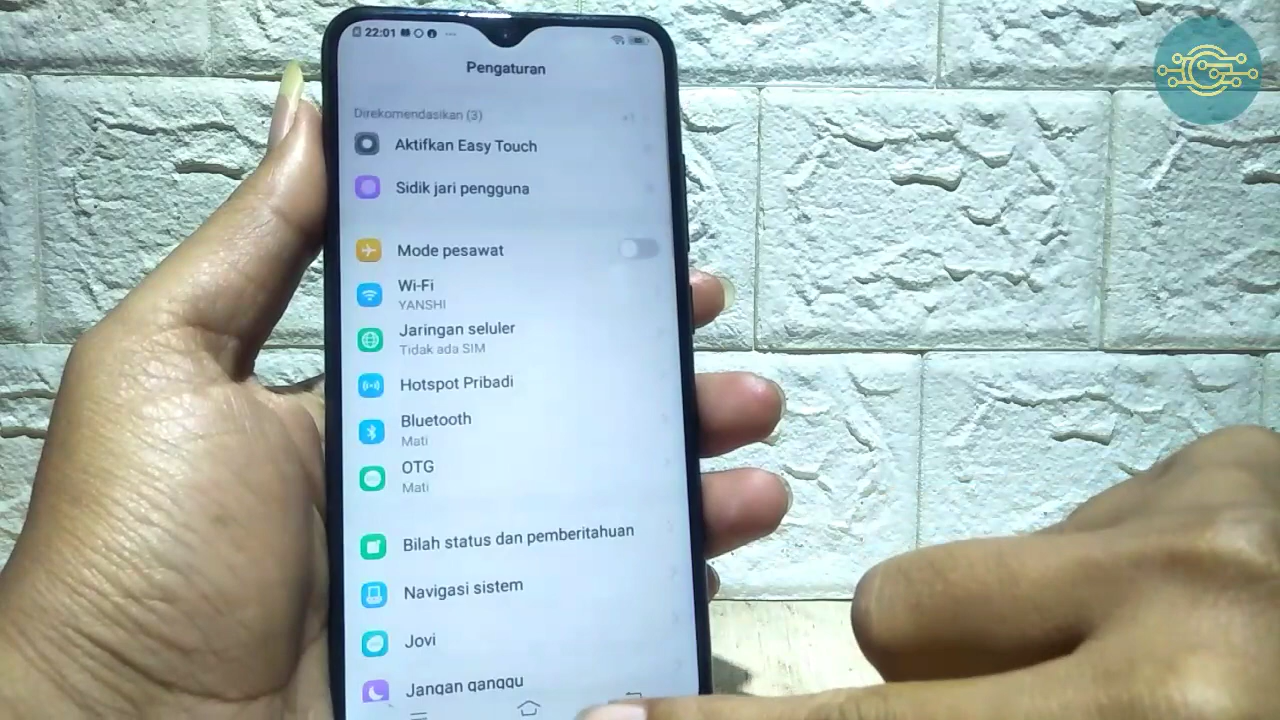 22:01
Pengaturan
Direkomendasikan (3)
Aktifkan Easy Touch
Sidik jari pengguna
Mode pesawat
Wi-Fi
YANSHI
Jaringan seluler
Tidak ada SIM
Hotspot Pribadi
Bluetooth
Mati
OTG
Mati
Bilah status dan pemberitahuan
Navigasi sistem
Jovi
Jangan ganggu